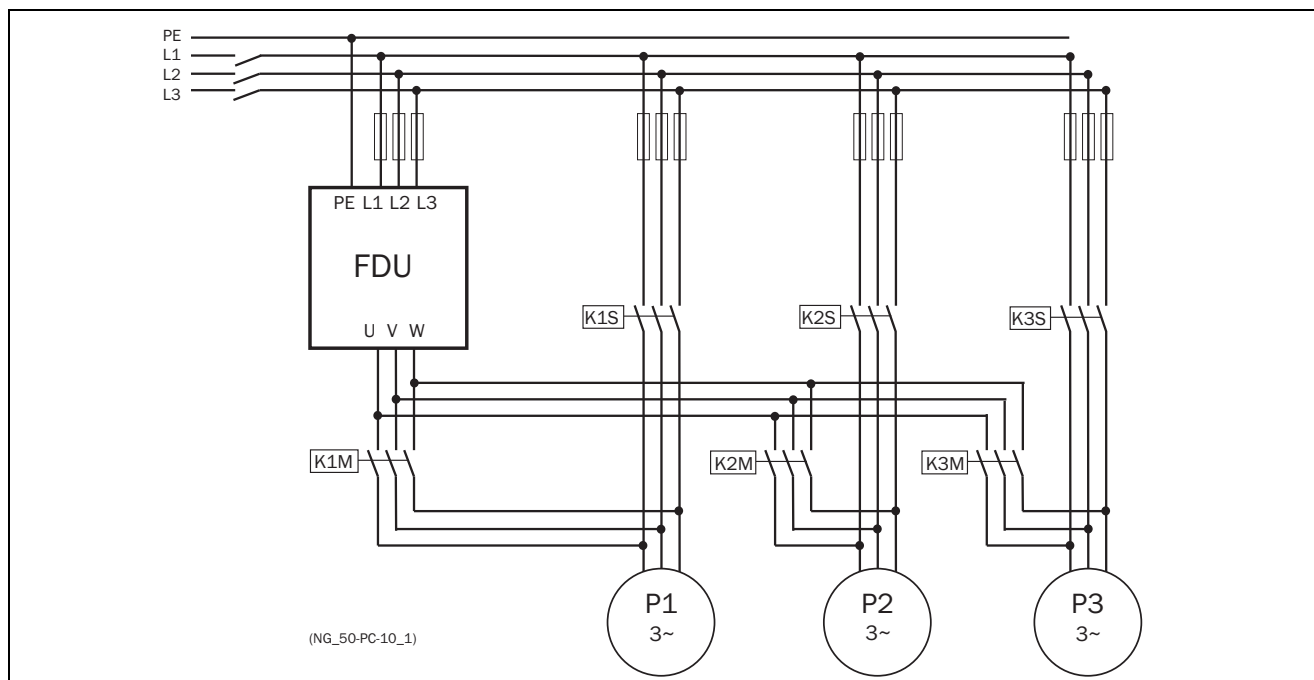 PE
L1
L2
L3
PE L1 L2 L3
FDU
U V W
K1S
K2S
K3S
K1M
K2M
K3M
P1
3~
P2
3~
P3
3~
(NG_50-PC-10_1)